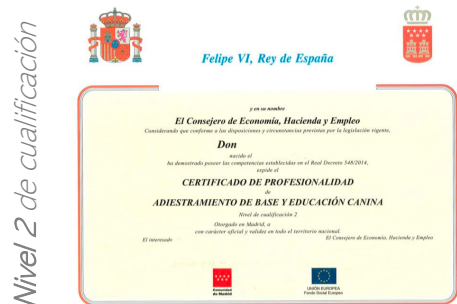 Nivel 2 de cualificación
Felipe VI, Rey de España
y en su nombre
El Consejero de Economía, Hacienda y Empleo
Considerando que conforme a las disposiciones y circunstancias previstas por la legislación vigente,
Don
nacido el
ha demostrado poseer las competencias establecidas en el Real Decreto 548/2014,
expide el
CERTIFICADO DE PROFESIONALIDAD
de
ADIESTRAMIENTO DE BASE Y EDUCACIÓN CANINA
Nivel de cualificación 2
Otorgado en Madrid, a
con carácter oficial y validez en todo el territorio nacional.
El interesado
El Consejero de Economía, Hacienda y Empleo
Comunidad
de Madrid
UNIÓN EUROPEA
Fondo Social Europeo